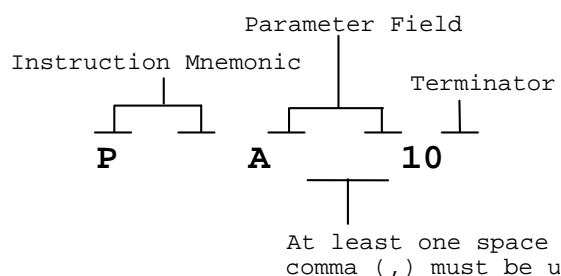 Parameter Field
Instruction Mnemonic
Terminator
P A 10
At least one space
comma (,) must be u